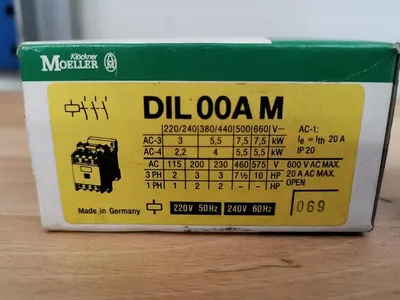 Klöckner
MOELLER
DIL 00A M
220/240 380/440 500 660 V~
AC-3 3 5,5 7,5 7,5 kW
AC-4 2,2 4 5,5 5,5 kW
AC 115 200 230 460 575 V
3 PH 2 3 3 7½ 10 HP
1 PH 1 2 2 – – HP
AC-1:
Ie = Ith 20 A
IP 20
600 V AC MAX.
20 A AC MAX.
OPEN
Made in Germany
220V 50Hz 240V 60Hz
069